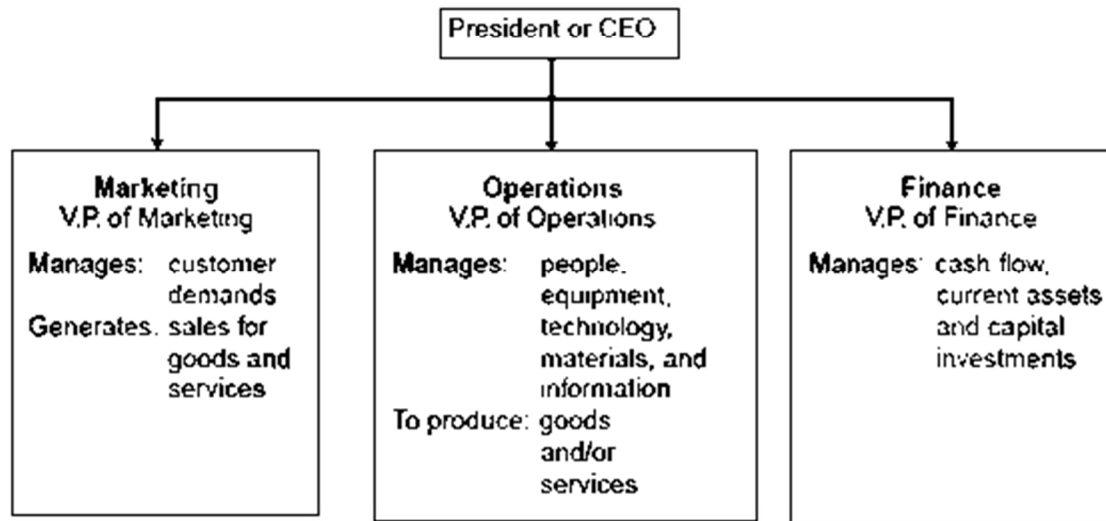 President or CEO
Marketing
V.P. of Marketing
Manages: customer
demands
Generates. sales for
goods and
services
Operations
V.P. of Operations
Manages: people,
equipment,
technology,
materials, and
information
To produce: goods
and/or
services
Finance
V.P. of Finance
Manages: cash flow,
current assets
and capital
investments